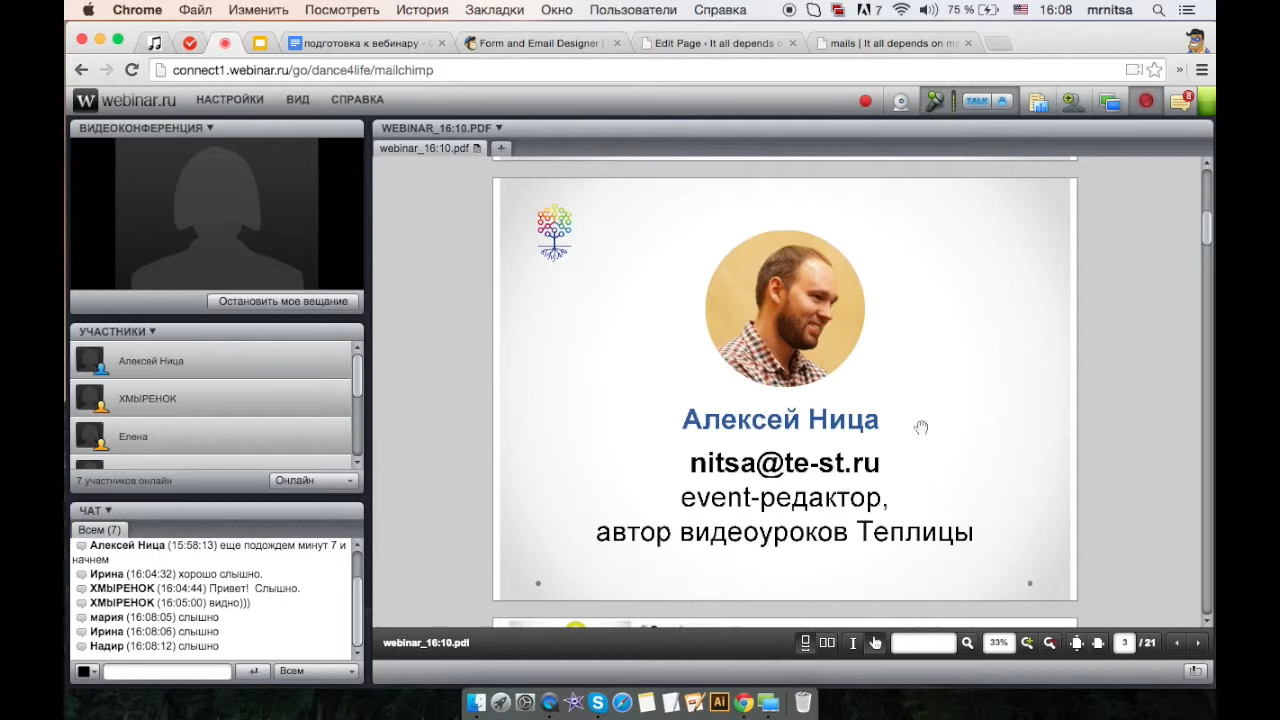 Chrome Файл Изменить Посмотреть История Закладки Окно Пользователи Справка 7 75 % 16:08 mrnitsa
подготовка к вебинару - Form and Email Designer | Edit Page ‹ It all depends o mails | It all depends on me
connect1.webinar.ru/go/dance4life/mailchimp
W webinar.ru НАСТРОЙКИ ВИД СПРАВКА TALK 8
ВИДЕОКОНФЕРЕНЦИЯ
Остановить мое вещание
УЧАСТНИКИ
Алексей Ница
ХМЫРЕНОК
Елена
7 участников онлайн Онлайн
ЧАТ
Всем (7)
Алексей Ница (15:58:13) еще подождем минут 7 и
начнем
Ирина (16:04:32) хорошо слышно.
ХМЫРЕНОК (16:04:44) Привет! Слышно.
ХМЫРЕНОК (16:05:00) видно)))
мария (16:08:05) слышно
Ирина (16:08:06) слышно
Надир (16:08:12) слышно
Всем
WEBINAR_16:10.PDF
webinar_16:10.pdf
Алексей Ница
nitsa@te-st.ru
event-редактор,
автор видеоуроков Теплицы
webinar_16:10.pdf 33% 3 / 21